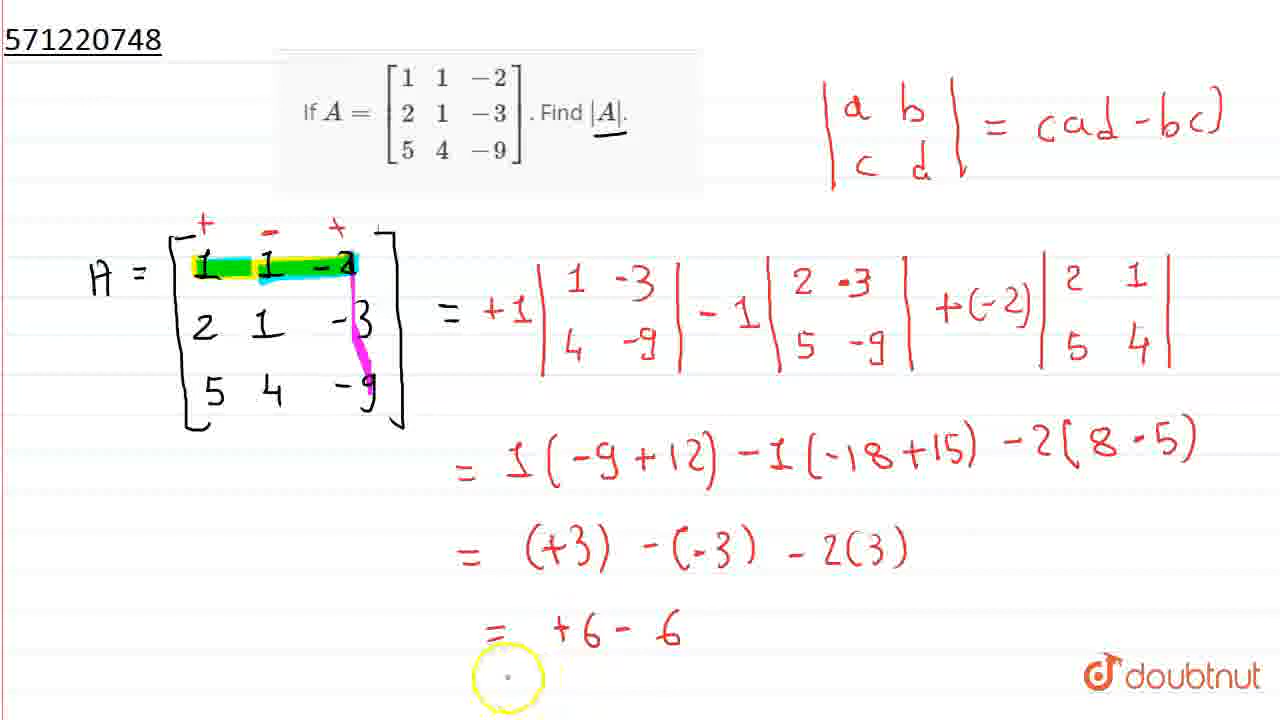 571220748
If A = [1 1 −2
2 1 −3
5 4 −9] . Find |A|.
|a b
c d| = (ad - bc)
+ - +
A = [1 1 -2
2 1 -3
5 4 -9]
= +1 |1 -3
4 -9| - 1 |2 -3
5 -9| + (-2) |2 1
5 4|
= 1(-9 + 12) - 1(-18 + 15) - 2(8 - 5)
= (+3) - (-3) - 2(3)
= +6 - 6
doubtnut